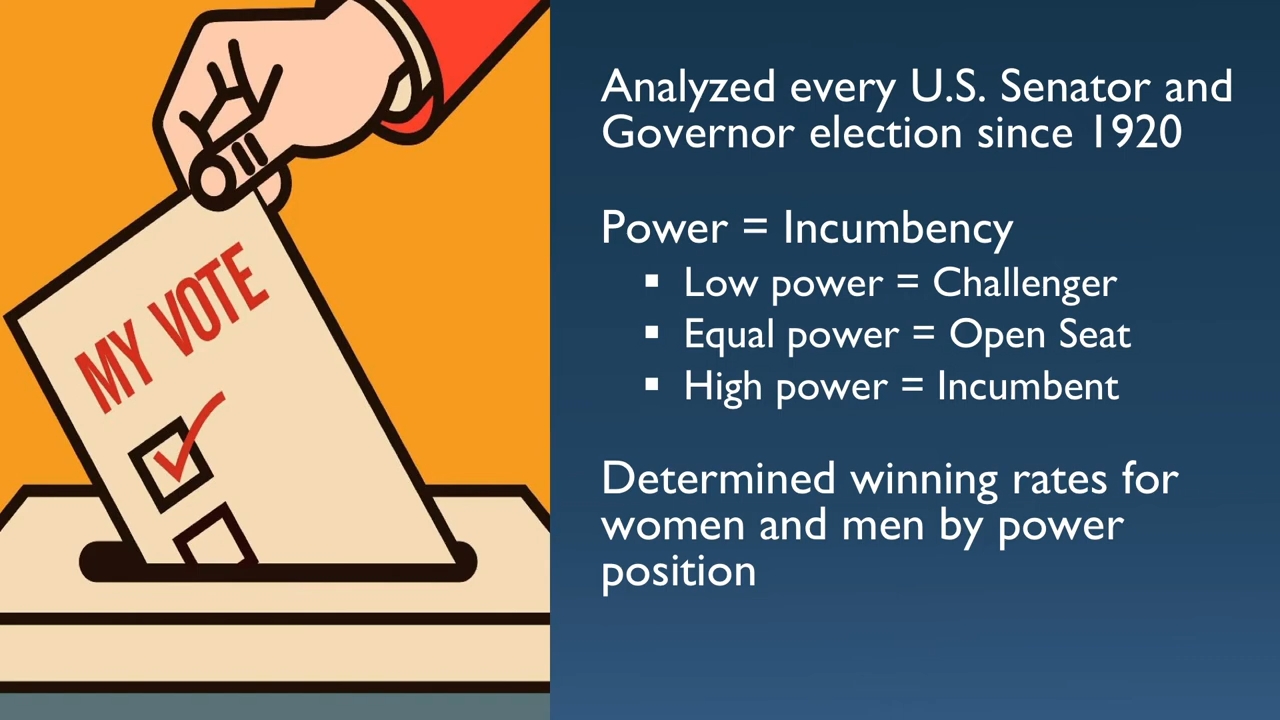 MY VOTE
Analyzed every U.S. Senator and
Governor election since 1920
Power = Incumbency
▪ Low power = Challenger
▪ Equal power = Open Seat
▪ High power = Incumbent
Determined winning rates for
women and men by power
position